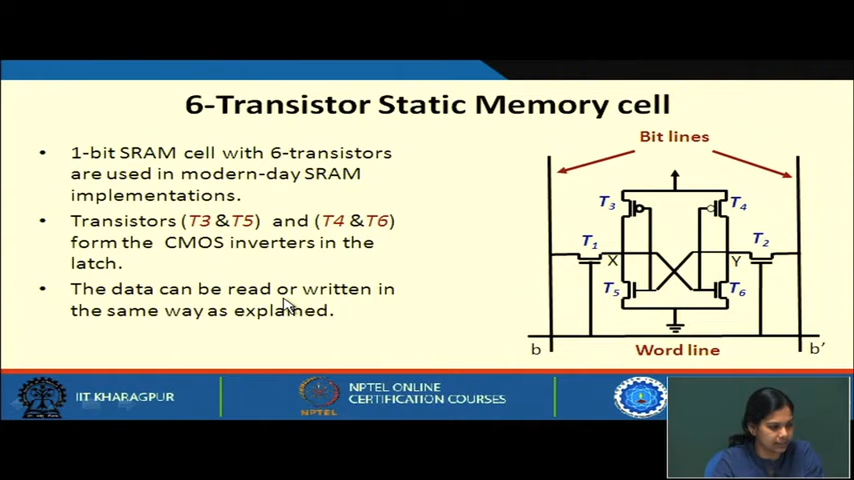 6-Transistor Static Memory cell
• 1-bit SRAM cell with 6-transistors
are used in modern-day SRAM
implementations.
• Transistors (T3 &T5) and (T4 &T6)
form the CMOS inverters in the
latch.
• The data can be read or written in
the same way as explained.
Bit lines
T3
T4
T1
T2
X
Y
T5
T6
b
Word line
b′
IIT KHARAGPUR
NPTEL
NPTEL ONLINE
CERTIFICATION COURSES